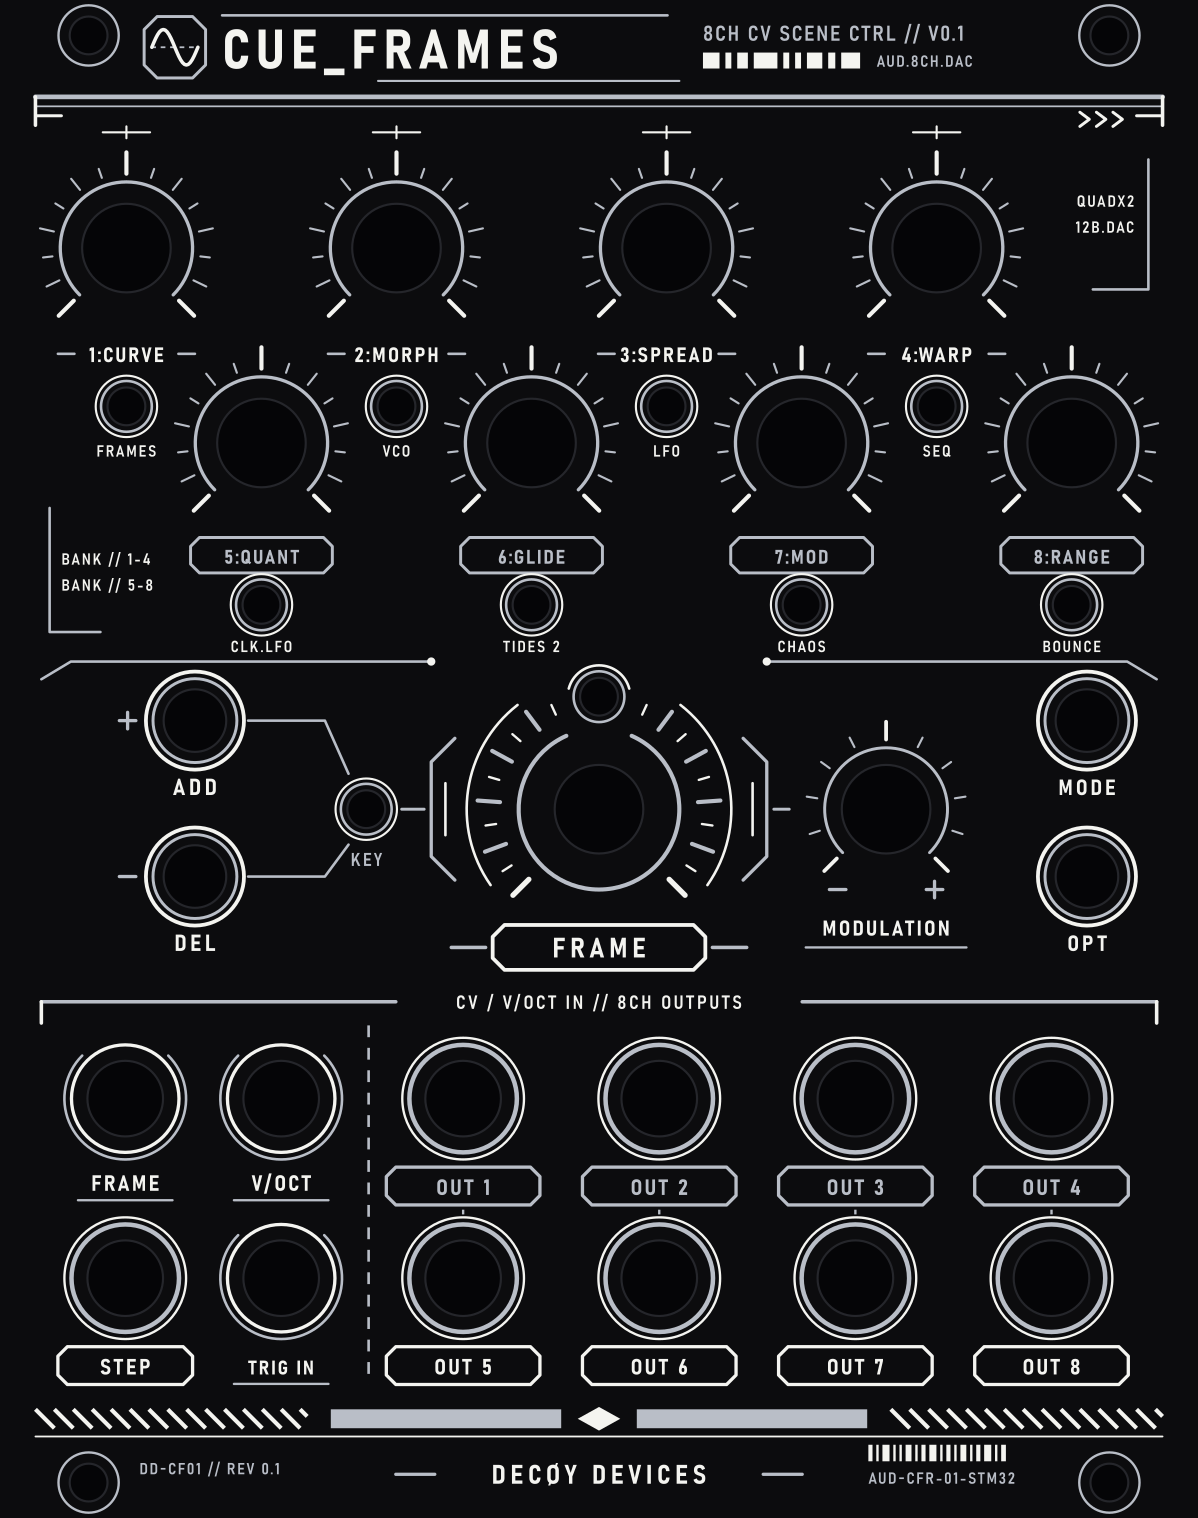 CUE_FRAMES
8CH CV SCENE CTRL // V0.1
AUD.8CH.DAC
QUADX2
12B.DAC
1:CURVE
2:MORPH
3:SPREAD
4:WARP
FRAMES
VCO
LFO
SEQ
BANK // 1-4
BANK // 5-8
5:QUANT
6:GLIDE
7:MOD
8:RANGE
CLK.LFO
TIDES 2
CHAOS
BOUNCE
+
ADD
MODE
KEY
−
DEL
− +
MODULATION
OPT
FRAME
CV / V/OCT IN // 8CH OUTPUTS
FRAME
V/OCT
OUT 1
OUT 2
OUT 3
OUT 4
STEP
TRIG IN
OUT 5
OUT 6
OUT 7
OUT 8
DD-CF01 // REV 0.1
DECØY DEVICES
AUD-CFR-01-STM32